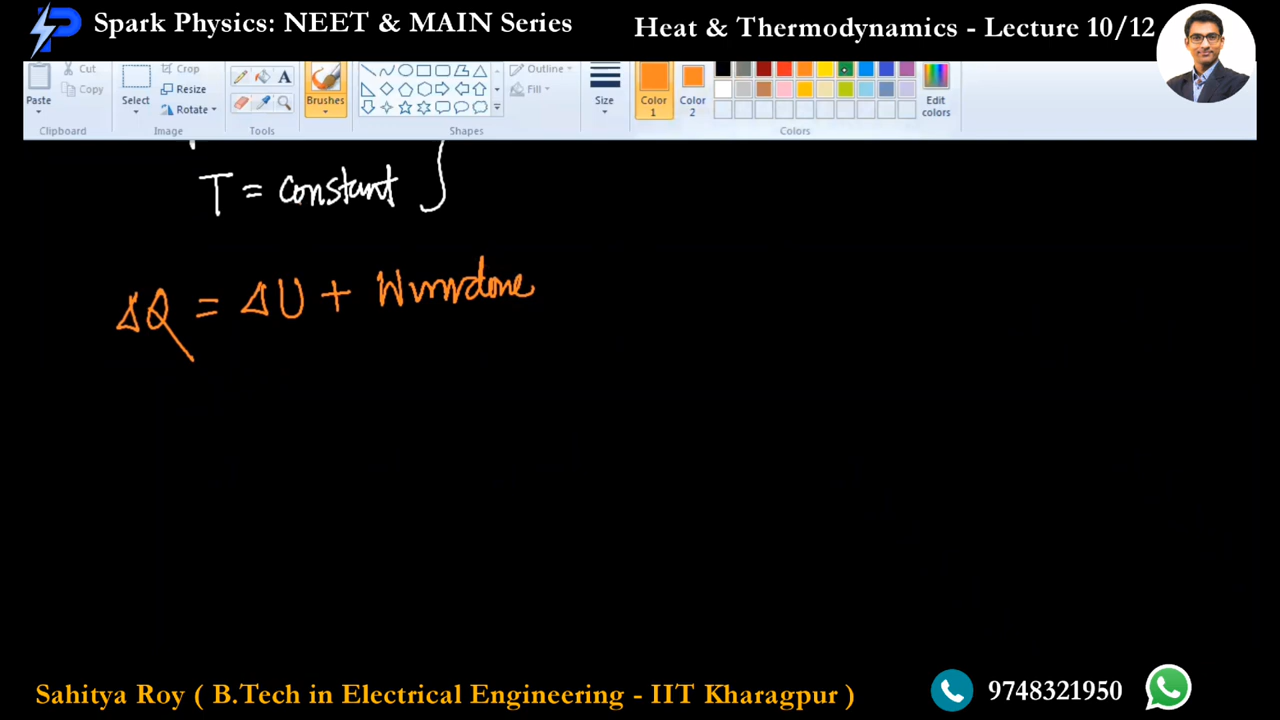 Spark Physics: NEET & MAIN Series
Heat & Thermodynamics - Lecture 10/12
Cut
Copy
Paste
Clipboard
Crop
Resize
Rotate
Select
Image
Tools
Brushes
Shapes
Outline
Fill
Size
Color 1
Color 2
Edit colors
Colors
T = constant
ΔQ = ΔU +
Sahitya Roy ( B.Tech in Electrical Engineering - IIT Kharagpur )
9748321950